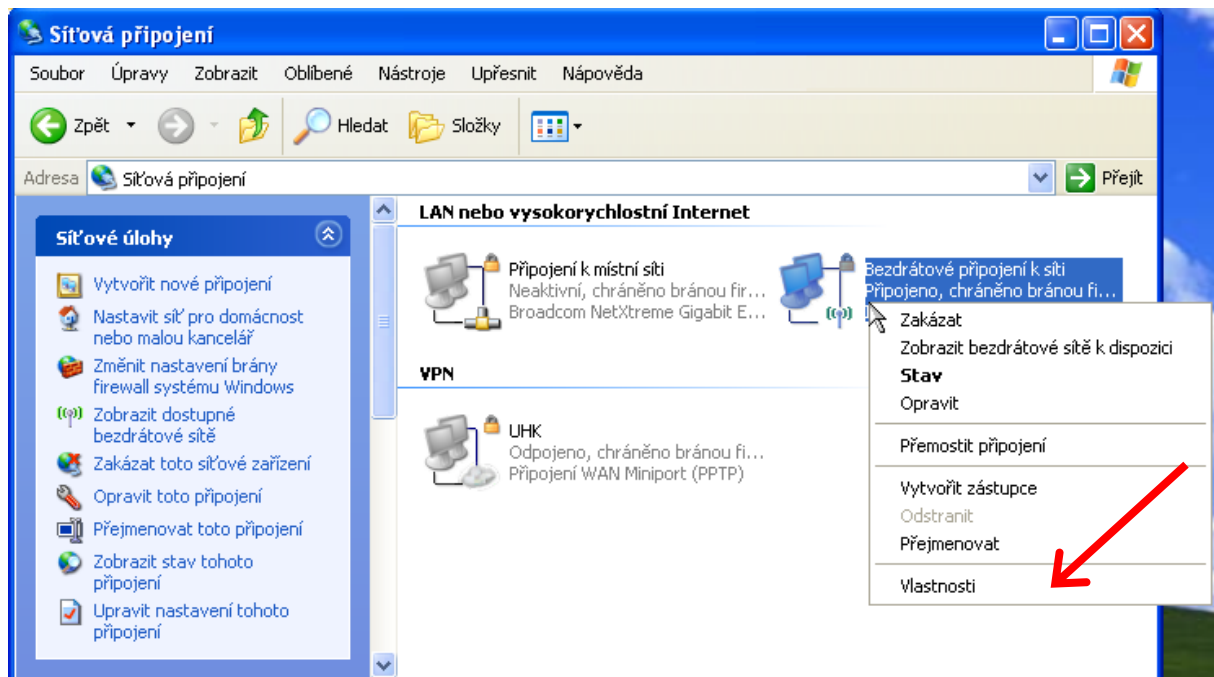 Síťová připojení
Soubor Úpravy Zobrazit Oblíbené Nástroje Upřesnit Nápověda
Zpět Hledat Složky
Adresa Síťová připojení Přejít
Síťové úlohy
Vytvořit nové připojení
Nastavit síť pro domácnost
nebo malou kancelář
Změnit nastavení brány
firewall systému Windows
Zobrazit dostupné
bezdrátové sítě
Zakázat toto síťové zařízení
Opravit toto připojení
Přejmenovat toto připojení
Zobrazit stav tohoto
připojení
Upravit nastavení tohoto
připojení
LAN nebo vysokorychlostní Internet
Připojení k místní síti
Neaktivní, chráněno bránou fir...
Broadcom NetXtreme Gigabit E...
Bezdrátové připojení k síti
Připojeno, chráněno bránou fi...
VPN
UHK
Odpojeno, chráněno bránou fi...
Připojení WAN Miniport (PPTP)
Zakázat
Zobrazit bezdrátové sítě k dispozici
Stav
Opravit
Přemostit připojení
Vytvořit zástupce
Odstranit
Přejmenovat
Vlastnosti